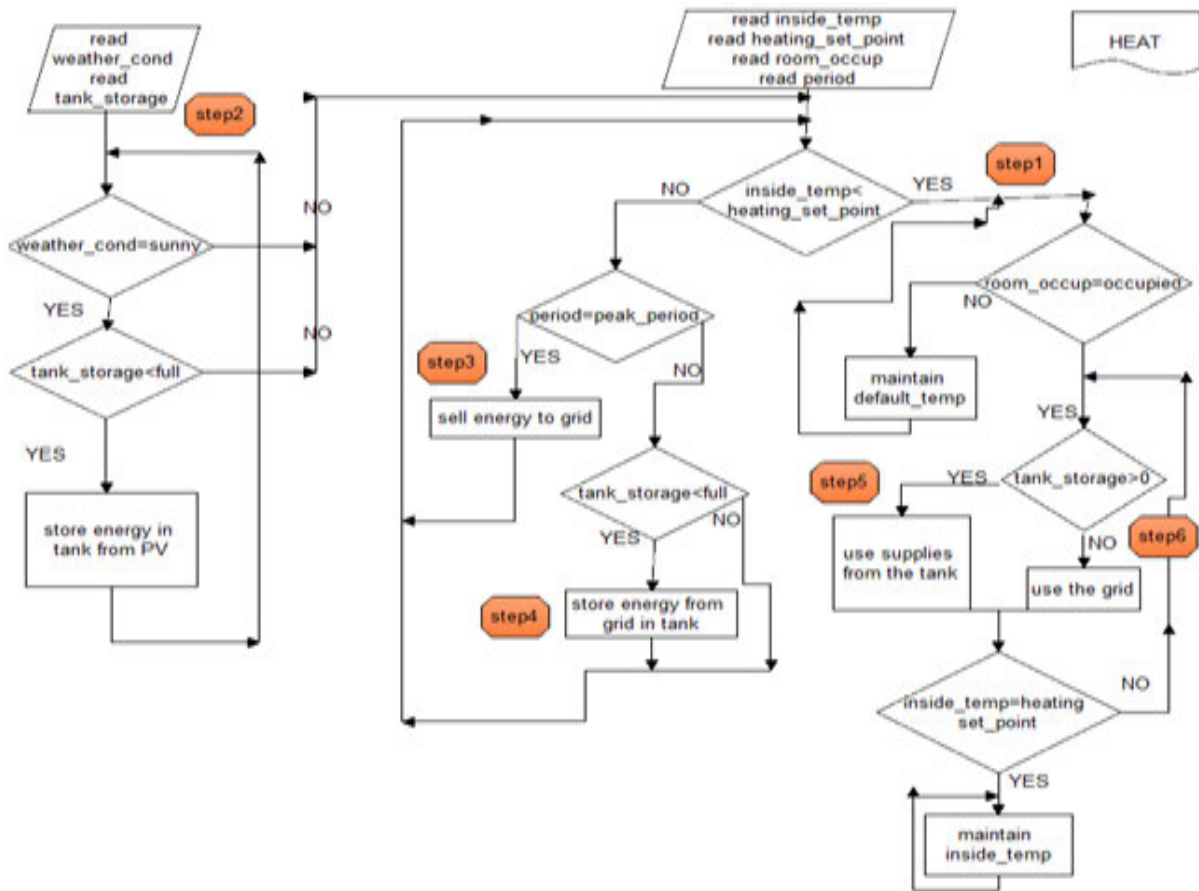 read
weather_cond
read
tank_storage
step2
weather_cond=sunny
NO
YES
NO
tank_storage<full
NO
YES
store energy in
tank from PV
read inside_temp
read heating_set_point
read room_occup
read period
HEAT
inside_temp<
heating_set_point
NO
YES
step1
period=peak_period
YES
NO
step3
sell energy to grid
tank_storage<full
YES
NO
step4
store energy from
grid in tank
room_occup=occupied
NO
YES
maintain
default_temp
tank_storage>0
YES
NO
step5
use supplies
from the tank
step6
use the grid
inside_temp=heating
set_point
NO
YES
maintain
inside_temp